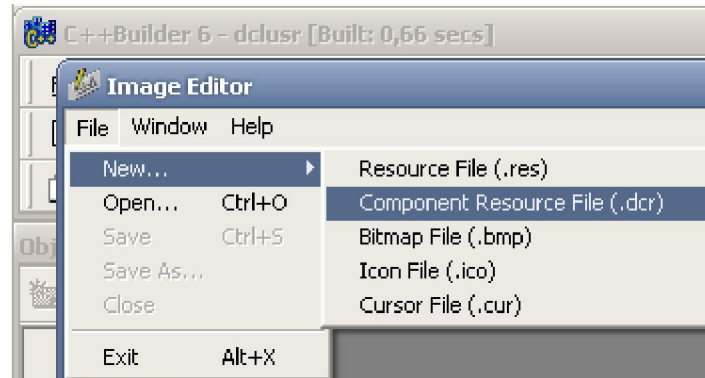 C++Builder 6 - dclusr [Built: 0,66 secs]
Image Editor
File Window Help
New...
Open... Ctrl+O
Save Ctrl+S
Save As...
Close
Exit Alt+X
Resource File (.res)
Component Resource File (.dcr)
Bitmap File (.bmp)
Icon File (.ico)
Cursor File (.cur)
Obj